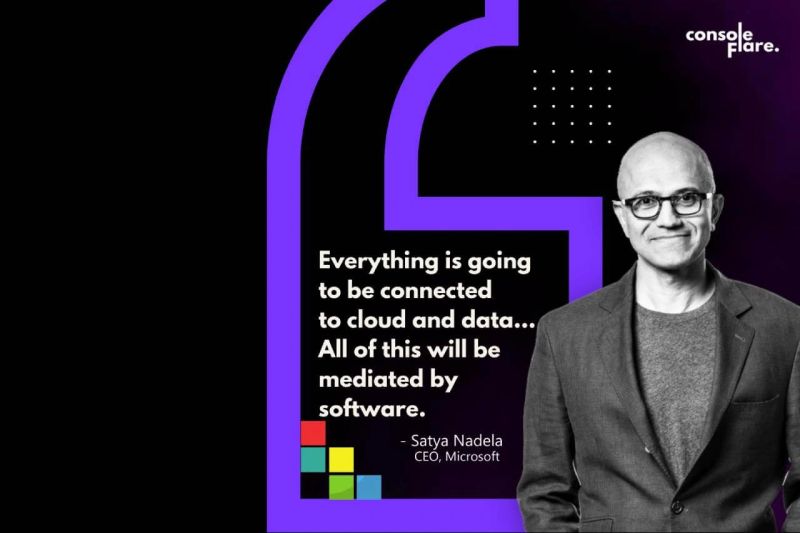 console
Flare.
Everything is going
to be connected
to cloud and data...
All of this will be
mediated by
software.
- Satya Nadela
CEO, Microsoft